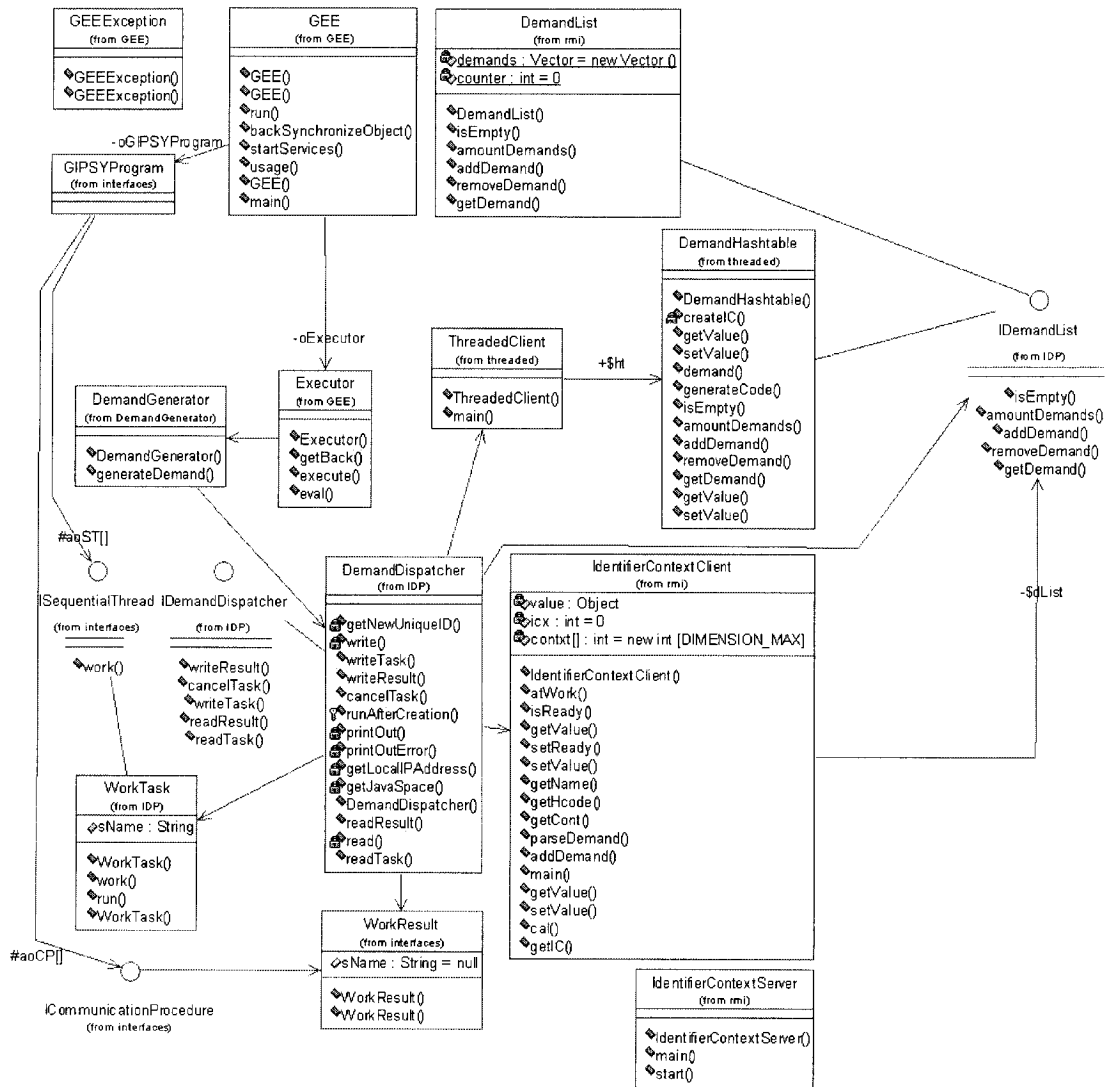 GEEException
(from GEE)
GEEException()
GEEException()
GEE
(from GEE)
GEE()
GEE()
run()
backSynchronizeObject()
startServices()
usage()
GEE()
main()
DemandList
(from rmi)
demands : Vector = new Vector ()
counter : int = 0
DemandList()
isEmpty()
amountDemands()
addDemand()
removeDemand()
getDemand()
-oGIPSYProgram
GIPSYProgram
(from interfaces)
DemandHashtable
(from threaded)
DemandHashtable()
createIC()
getValue()
setValue()
demand()
generateCode()
isEmpty()
amountDemands()
addDemand()
removeDemand()
getDemand()
getValue()
setValue()
IDemandList
(from IDP)
isEmpty()
amountDemands()
addDemand()
removeDemand()
getDemand()
-oExecutor
ThreadedClient
(from threaded)
ThreadedClient()
main()
+$ht
Executor
(from GEE)
Executor()
getBack()
execute()
eval()
DemandGenerator
(from DemandGenerator)
DemandGenerator()
generateDemand()
#aoST[]
ISequentialThread
(from interfaces)
work()
IDemandDispatcher
(from IDP)
writeResult()
cancelTask()
writeTask()
readResult()
readTask()
DemandDispatcher
(from IDP)
getNewUniqueID()
write()
writeTask()
writeResult()
cancelTask()
runAfterCreation()
printOut()
printOutError()
getLocalIPAddress()
getJavaSpace()
DemandDispatcher()
readResult()
read()
readTask()
IdentifierContextClient
(from rmi)
value : Object
icx : int = 0
contxt[] : int = new int [DIMENSION_MAX]
IdentifierContextClient()
atWork()
isReady()
getValue()
setReady()
setValue()
getName()
getHcode()
getCont()
parseDemand()
addDemand()
main()
getValue()
setValue()
cal()
getIC()
-$dList
WorkTask
(from IDP)
sName : String
WorkTask()
work()
run()
WorkTask()
#aoCP[]
ICommunicationProcedure
(from interfaces)
WorkResult
(from interfaces)
sName : String = null
WorkResult()
WorkResult()
IdentifierContextServer
(from rmi)
IdentifierContextServer()
main()
start()